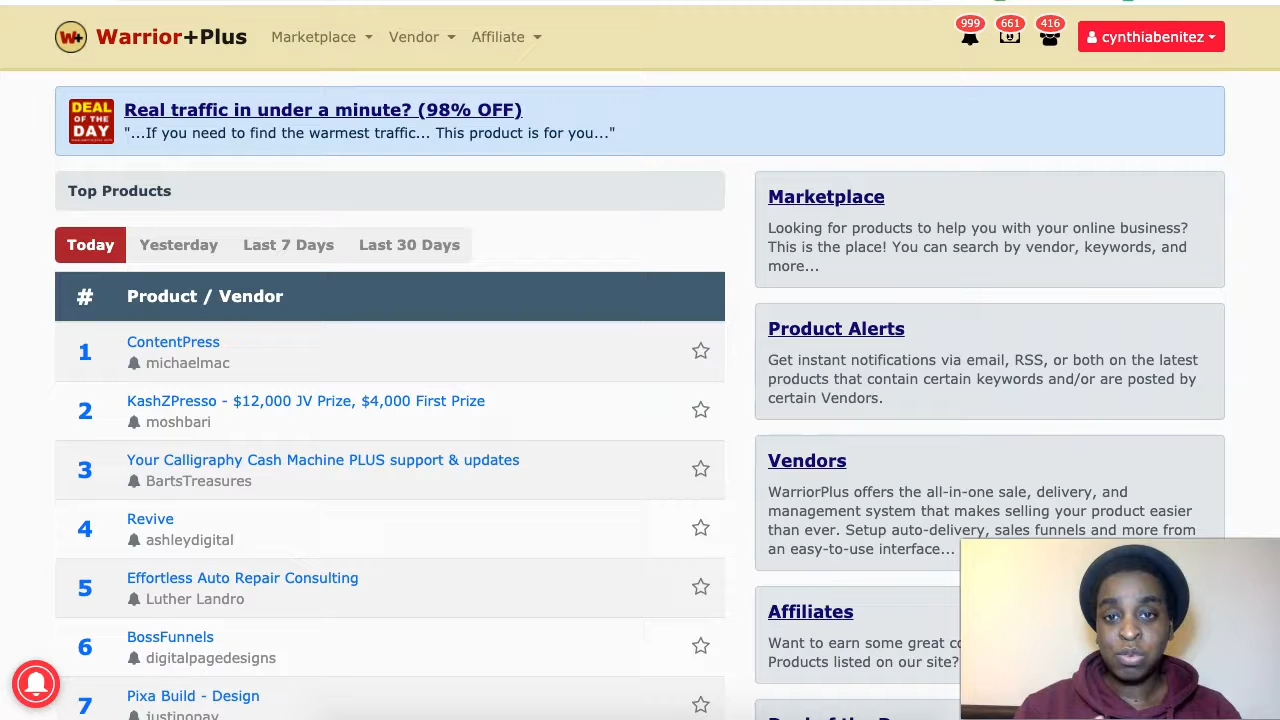 W+ Warrior+Plus Marketplace Vendor Affiliate 999 661 416 cynthiabenitez
DEAL OF THE DAY
Real traffic in under a minute? (98% OFF)
"...If you need to find the warmest traffic... This product is for you..."
Top Products
Today Yesterday Last 7 Days Last 30 Days
# Product / Vendor
1 ContentPress
michaelmac
2 KashZPresso - $12,000 JV Prize, $4,000 First Prize
moshbari
3 Your Calligraphy Cash Machine PLUS support & updates
BartsTreasures
4 Revive
ashleydigital
5 Effortless Auto Repair Consulting
Luther Landro
6 BossFunnels
digitalpagedesigns
7 Pixa Build - Design
justinopay
Marketplace
Looking for products to help you with your online business?
This is the place! You can search by vendor, keywords, and
more...
Product Alerts
Get instant notifications via email, RSS, or both on the latest
products that contain certain keywords and/or are posted by
certain Vendors.
Vendors
WarriorPlus offers the all-in-one sale, delivery, and
management system that makes selling your product easier
than ever. Setup auto-delivery, sales funnels and more from
an easy-to-use interface...
Affiliates
Want to earn some great
Products listed on our site?